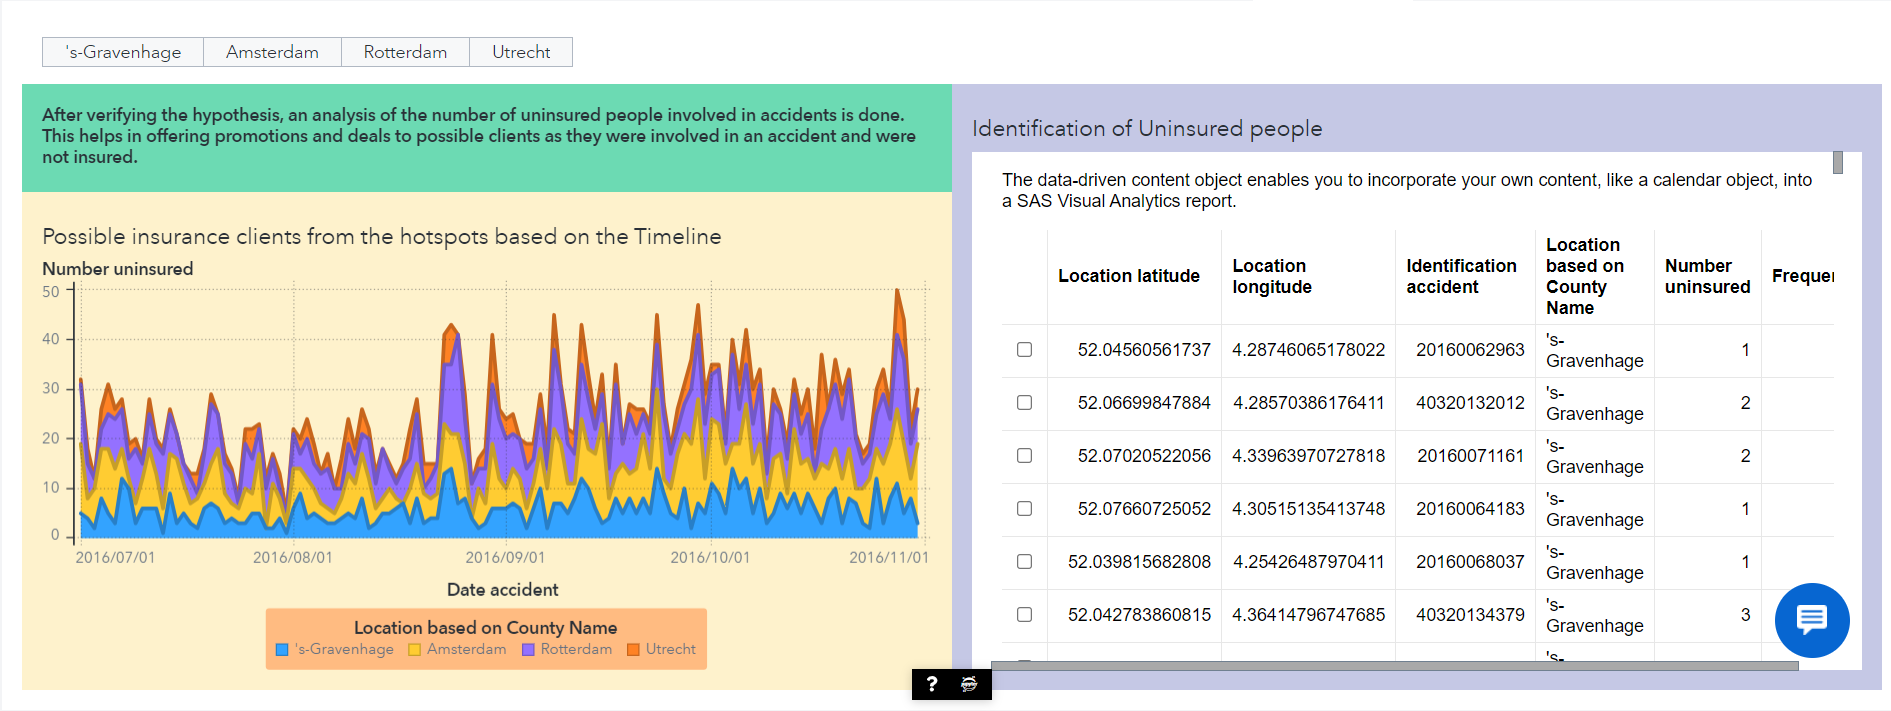 's-Gravenhage Amsterdam Rotterdam Utrecht
After verifying the hypothesis, an analysis of the number of uninsured people involved in accidents is done.
This helps in offering promotions and deals to possible clients as they were involved in an accident and were
not insured.
Possible insurance clients from the hotspots based on the Timeline
Number uninsured
50
40
30
20
10
0
2016/07/01 2016/08/01 2016/09/01 2016/10/01 2016/11/01
Date accident
Location based on County Name
's-Gravenhage Amsterdam Rotterdam Utrecht
Identification of Uninsured people
The data-driven content object enables you to incorporate your own content, like a calendar object, into
a SAS Visual Analytics report.
Location latitude
Location
longitude
Identification
accident
Location
based on
County
Name
Number
uninsured
Frequen
52.04560561737 4.28746065178022 20160062963 's-
Gravenhage 1
52.06699847884 4.28570386176411 40320132012 's-
Gravenhage 2
52.07020522056 4.33963970727818 20160071161 's-
Gravenhage 2
52.07660725052 4.30515135413748 20160064183 's-
Gravenhage 1
52.039815682808 4.25426487970411 20160068037 's-
Gravenhage 1
52.042783860815 4.36414796747685 40320134379 's-
Gravenhage 3
's-
?